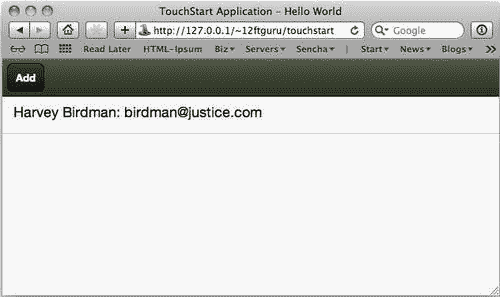 TouchStart Application - Hello World
http://127.0.0.1/~12ftguru/touchstart
Google
Read Later HTML-Ipsum Biz Servers Sencha | Start News Blogs
Add
Harvey Birdman: birdman@justice.com